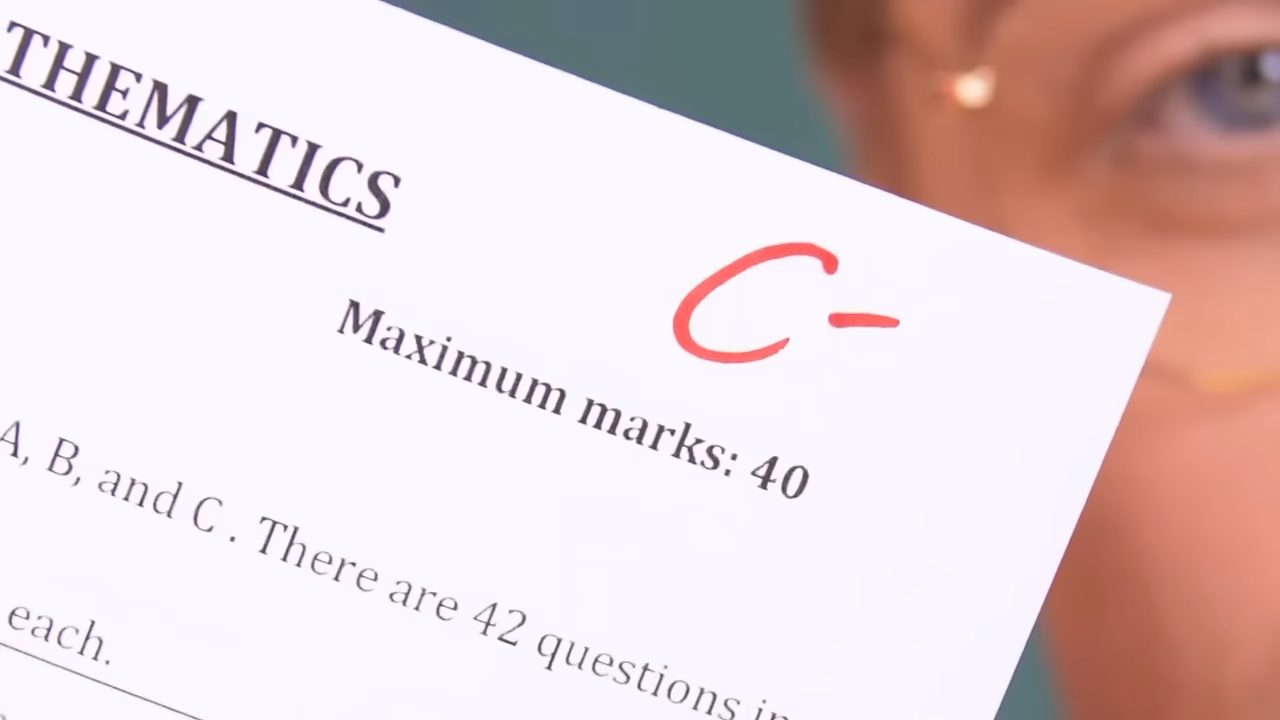 THEMATICS
C-
Maximum marks: 40
A, B, and C . There are 42 questions in
each.